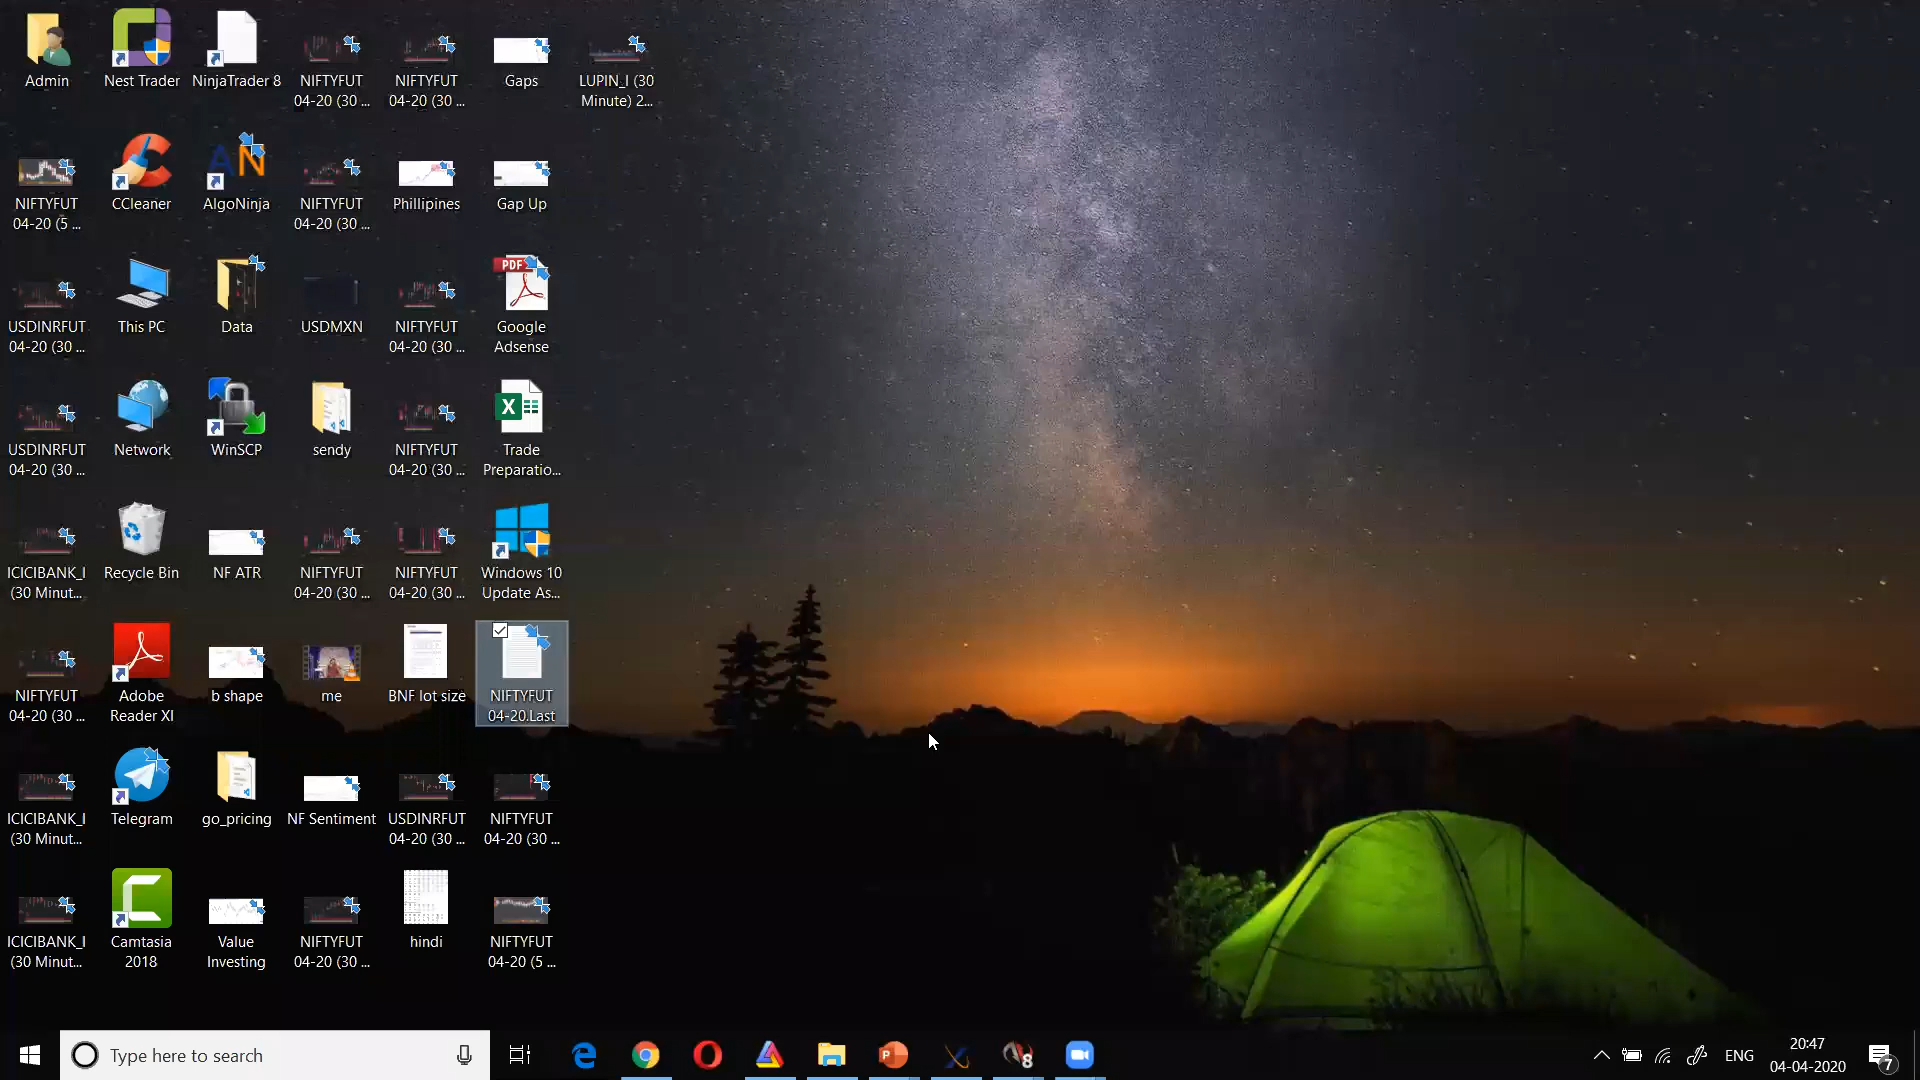 Admin
Nest Trader
NinjaTrader 8
NIFTYFUT
04-20 (30 ...
NIFTYFUT
04-20 (30 ...
Gaps
LUPIN_I (30
Minute) 2...
NIFTYFUT
04-20 (5 ...
CCleaner
AlgoNinja
NIFTYFUT
04-20 (30 ...
Phillipines
Gap Up
USDINRFUT
04-20 (30 ...
This PC
Data
USDMXN
NIFTYFUT
04-20 (30 ...
PDF
Google
Adsense
USDINRFUT
04-20 (30 ...
Network
WinSCP
sendy
NIFTYFUT
04-20 (30 ...
Trade
Preparatio...
ICICIBANK_I
(30 Minut...
Recycle Bin
NF ATR
NIFTYFUT
04-20 (30 ...
NIFTYFUT
04-20 (30 ...
Windows 10
Update As...
NIFTYFUT
04-20 (30 ...
Adobe
Reader XI
b shape
me
BNF lot size
NIFTYFUT
04-20.Last
ICICIBANK_I
(30 Minut...
Telegram
go_pricing
NF Sentiment
USDINRFUT
04-20 (30 ...
NIFTYFUT
04-20 (30 ...
ICICIBANK_I
(30 Minut...
Camtasia
2018
Value
Investing
NIFTYFUT
04-20 (30 ...
hindi
NIFTYFUT
04-20 (5 ...
Type here to search
8
ENG
20:47
04-04-2020
7